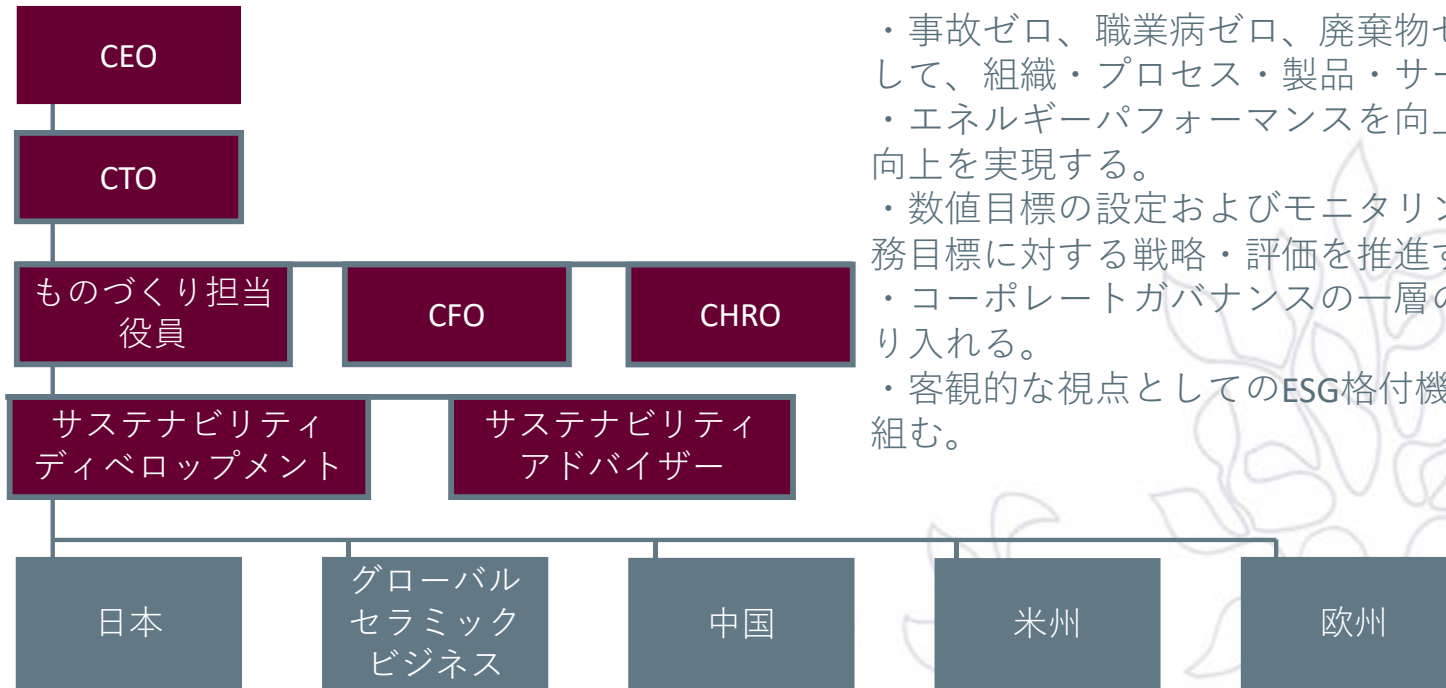 CEO
CTO
ものづくり担当
役員
CFO
CHRO
サステナビリティ
ディベロップメント
サステナビリティ
アドバイザー
日本
グローバル
セラミック
ビジネス
中国
米州
欧州
・事故ゼロ、職業病ゼロ、廃棄物
して、組織・プロセス・製品・サー
・エネルギーパフォーマンスを向
向上を実現する。
・数値目標の設定およびモニタリン
務目標に対する戦略・評価を推進
・コーポレートガバナンスの一層の
り入れる。
・客観的な視点としてのESG格付機
組む。